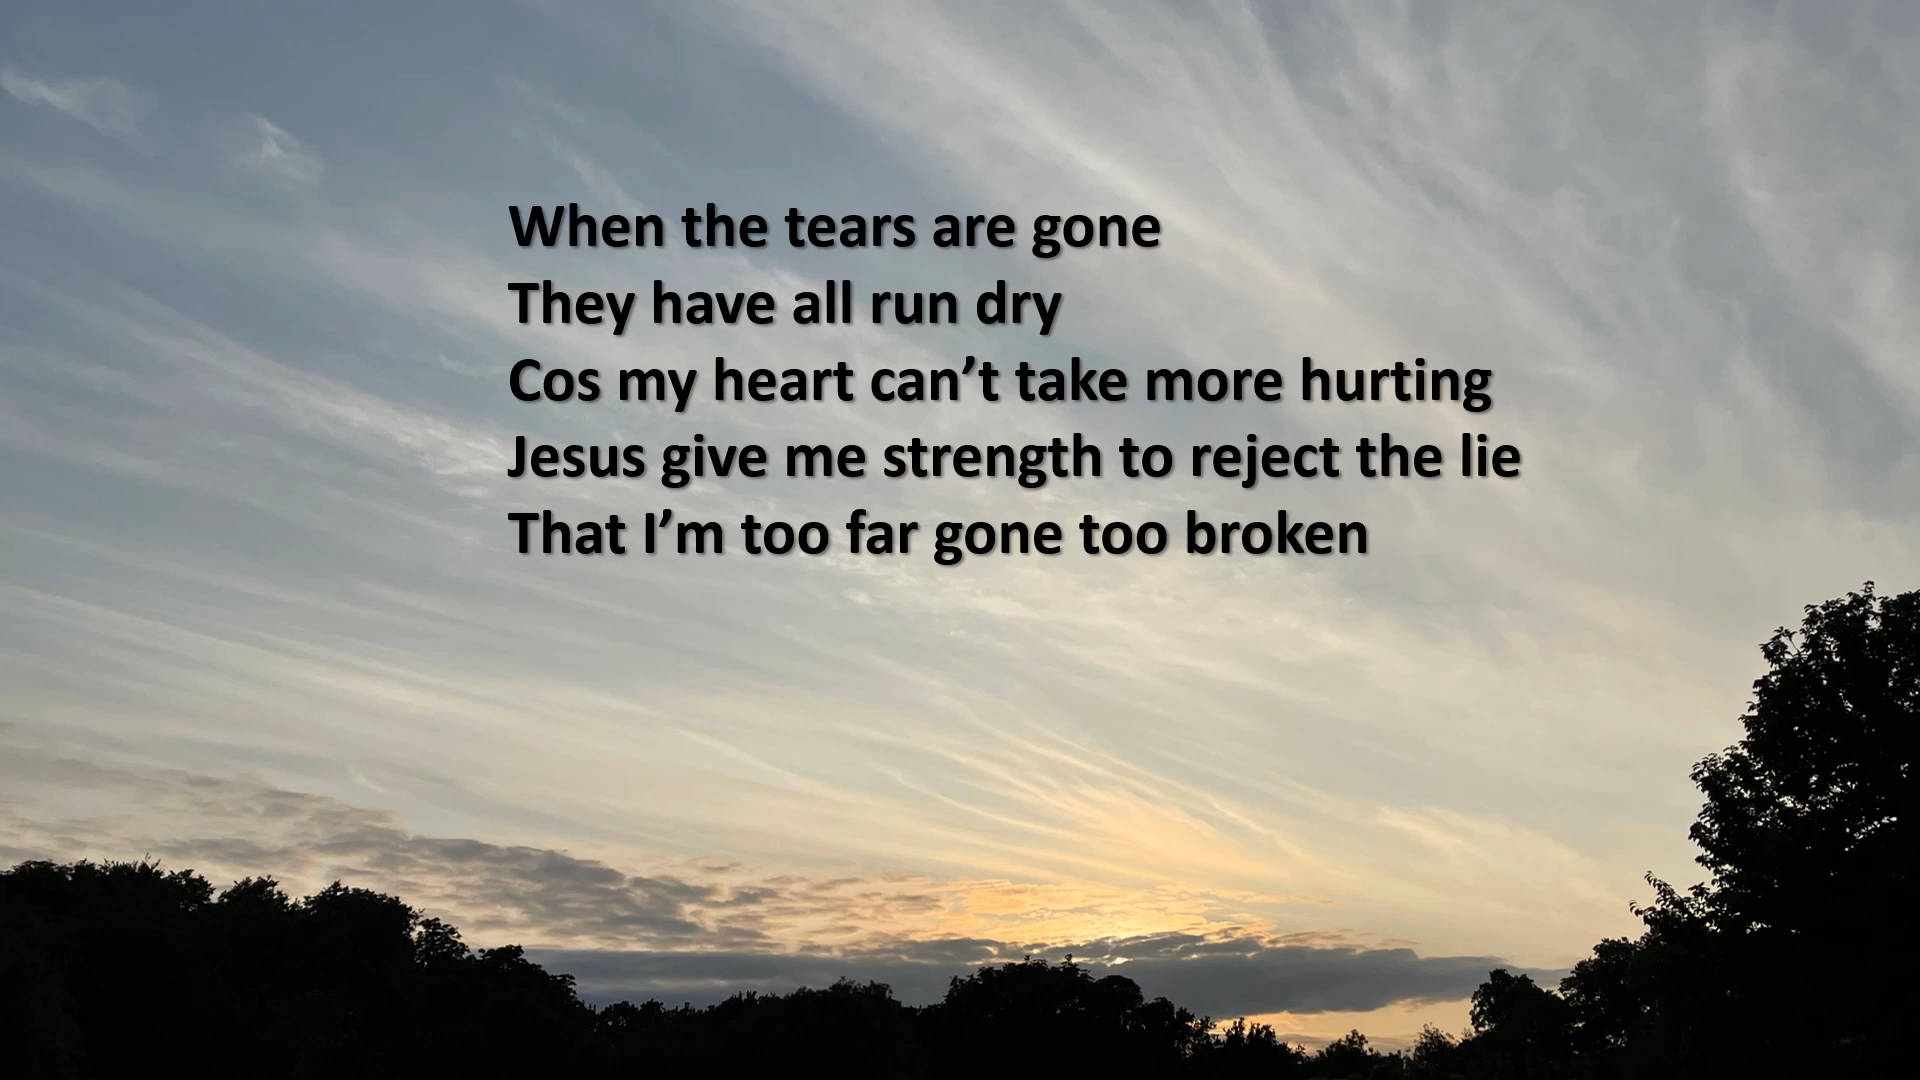 When the tears are gone
They have all run dry
Cos my heart can’t take more hurting
Jesus give me strength to reject the lie
That I’m too far gone too broken